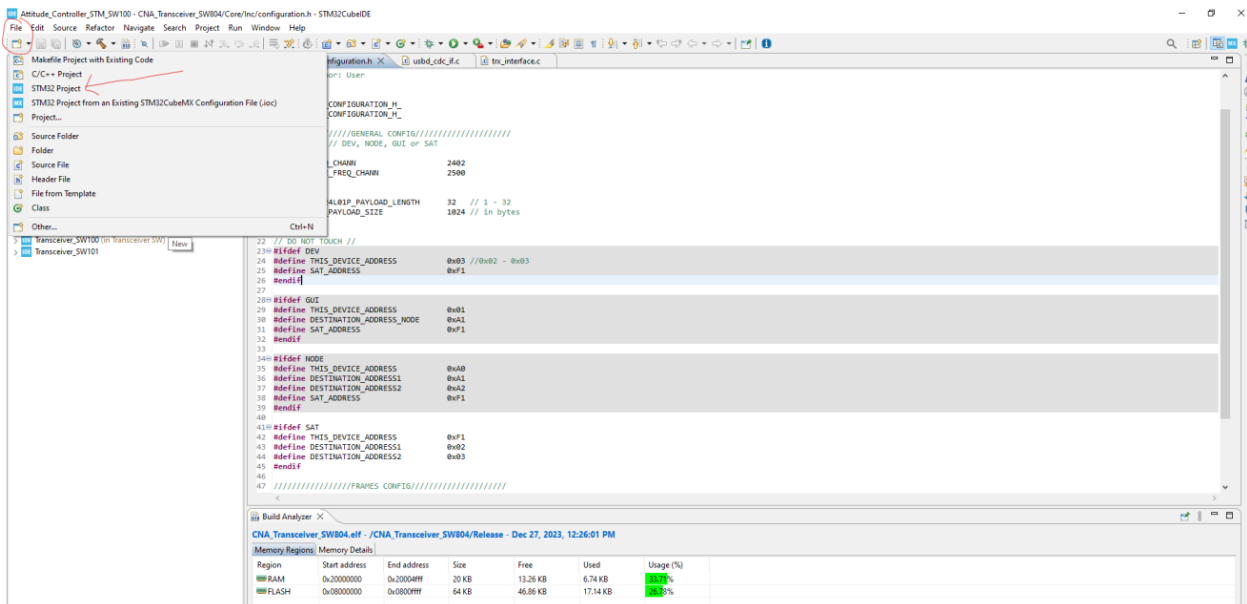 Attitude_Controller_STM_SW100 - CNA_Transceiver_SW804/Core/Inc/configuration.h - STM32CubeIDE
File Edit Source Refactor Navigate Search Project Run Window Help
Makefile Project with Existing Code
C/C++ Project
STM32 Project
STM32 Project from an Existing STM32CubeMX Configuration File (.ioc)
Project...
Source Folder
Folder
Source File
Header File
File from Template
Class
Other... Ctrl+N
New
Transceiver_SW100 (in Transceiver SW)
Transceiver_SW101
nfiguration.h usbd_cdc_if.c trx_interface.c
or: User
CONFIGURATION_H_
CONFIGURATION_H_
/////GENERAL CONFIG/////////////////////
// DEV, NODE, GUI or SAT
_CHANN 2402
_FREQ_CHANN 2500
4L01P_PAYLOAD_LENGTH 32 // 1 - 32
PAYLOAD_SIZE 1024 // in bytes
22 // DO NOT TOUCH //
23 #ifdef DEV
24 #define THIS_DEVICE_ADDRESS 0x03 //0x02 - 0x03
25 #define SAT_ADDRESS 0xF1
26 #endif
27
28 #ifdef GUI
29 #define THIS_DEVICE_ADDRESS 0x01
30 #define DESTINATION_ADDRESS_NODE 0xA1
31 #define SAT_ADDRESS 0xF1
32 #endif
33
34 #ifdef NODE
35 #define THIS_DEVICE_ADDRESS 0xA0
36 #define DESTINATION_ADDRESS1 0xA1
37 #define DESTINATION_ADDRESS2 0xA2
38 #define SAT_ADDRESS 0xF1
39 #endif
40
41 #ifdef SAT
42 #define THIS_DEVICE_ADDRESS 0xF1
43 #define DESTINATION_ADDRESS1 0x02
44 #define DESTINATION_ADDRESS2 0x03
45 #endif
46
47 /////////////////FRAMES CONFIG/////////////////////
Build Analyzer
CNA_Transceiver_SW804.elf - /CNA_Transceiver_SW804/Release - Dec 27, 2023, 12:26:01 PM
Memory Regions Memory Details
Region Start address End address Size Free Used Usage (%)
RAM 0x20000000 0x20004fff 20 KB 13.26 KB 6.74 KB 33.71%
FLASH 0x08000000 0x0800ffff 64 KB 46.86 KB 17.14 KB 26.78%